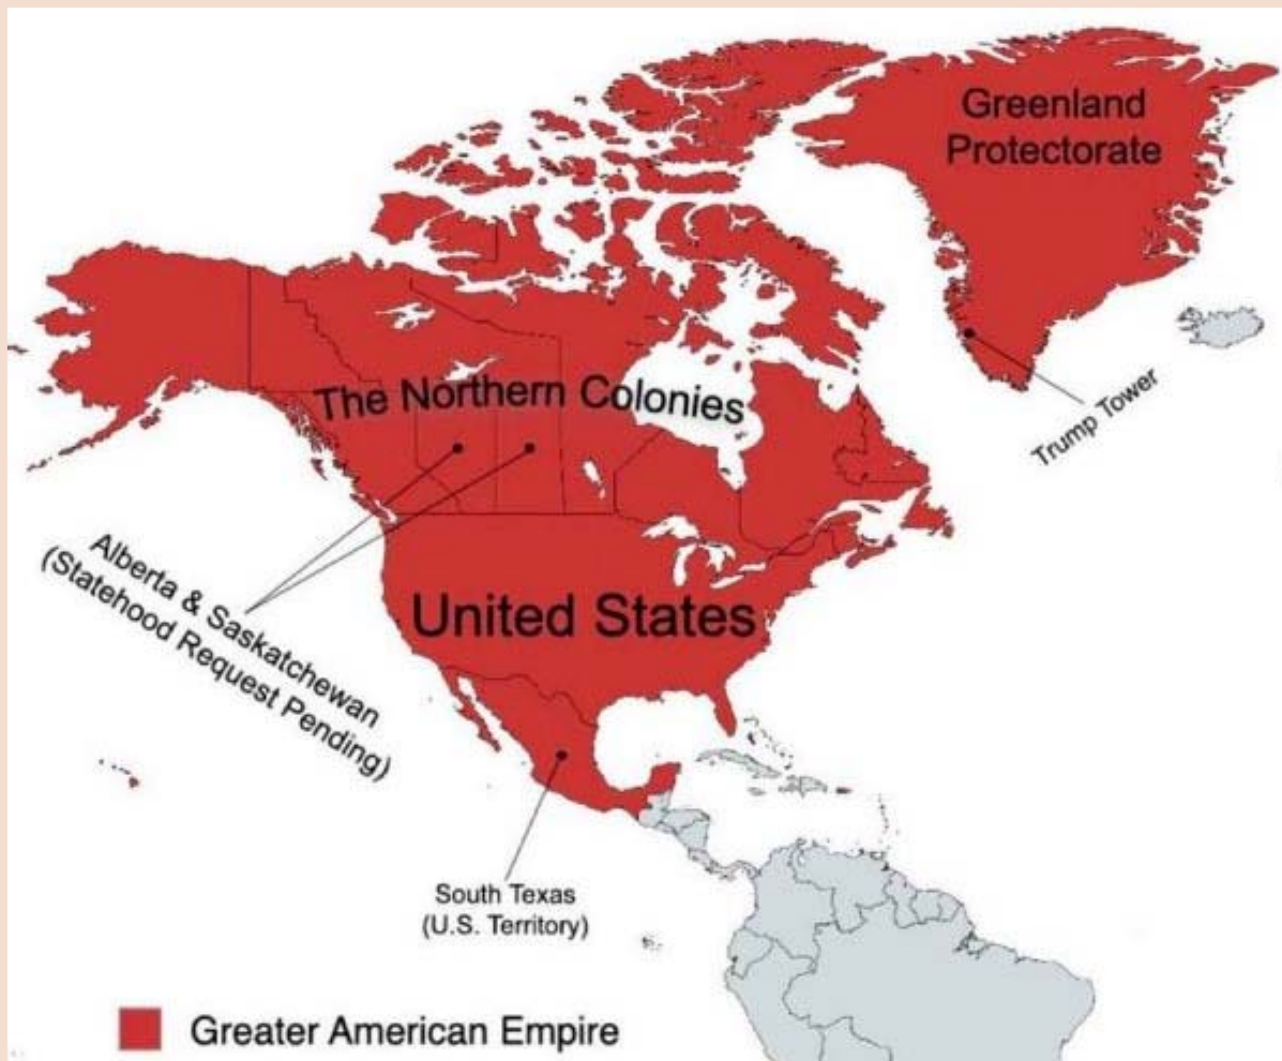 Greenland
Protectorate
Trump Tower
The Northern Colonies
Alberta & Saskatchewan
(Statehood Request Pending)
United States
South Texas
(U.S. Territory)
Greater American Empire